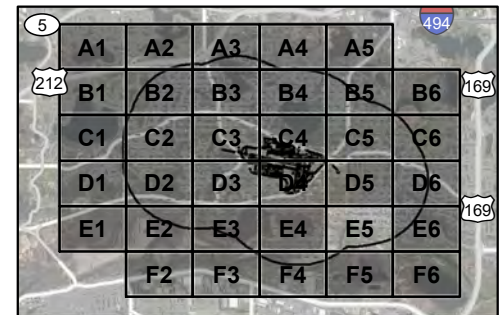 5 494
A1 A2 A3 A4 A5
212 169
B1 B2 B3 B4 B5 B6
C1 C2 C3 C4 C5 C6
D1 D2 D3 D4 D5 D6
169
E1 E2 E3 E4 E5 E6
F2 F3 F4 F5 F6